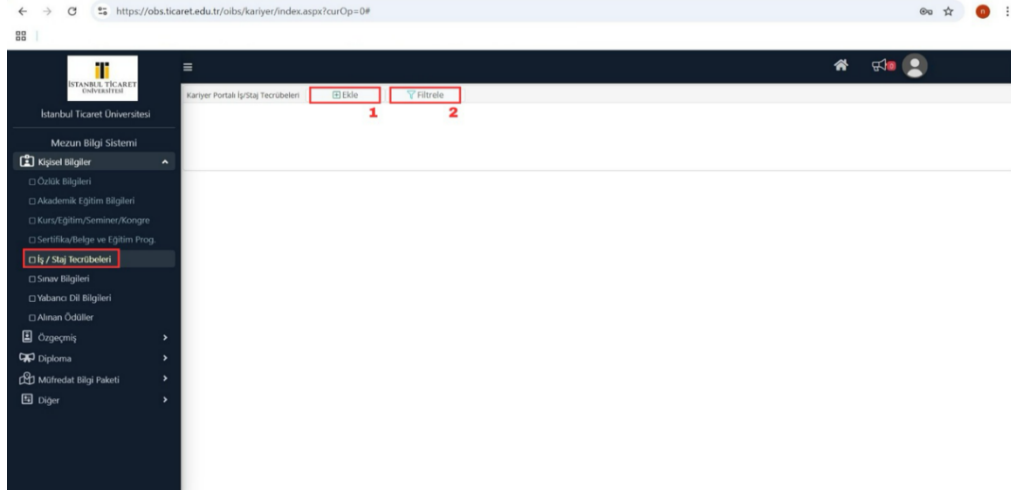 https://obs.ticaret.edu.tr/oibs/kariyer/index.aspx?curOp=0#
n
İSTANBUL TİCARET
ÜNİVERSİTESİ
İstanbul Ticaret Üniversitesi
Mezun Bilgi Sistemi
Kişisel Bilgiler
Özlük Bilgileri
Akademik Eğitim Bilgileri
Kurs/Eğitim/Seminer/Kongre
Sertifika/Belge ve Eğitim Prog.
İş / Staj Tecrübeleri
Sınav Bilgileri
Yabancı Dil Bilgileri
Alınan Ödüller
Özgeçmiş
Diploma
Müfredat Bilgi Paketi
Diğer
Kariyer Portalı İş/Staj Tecrübeleri Ekle Filtrele
1 2